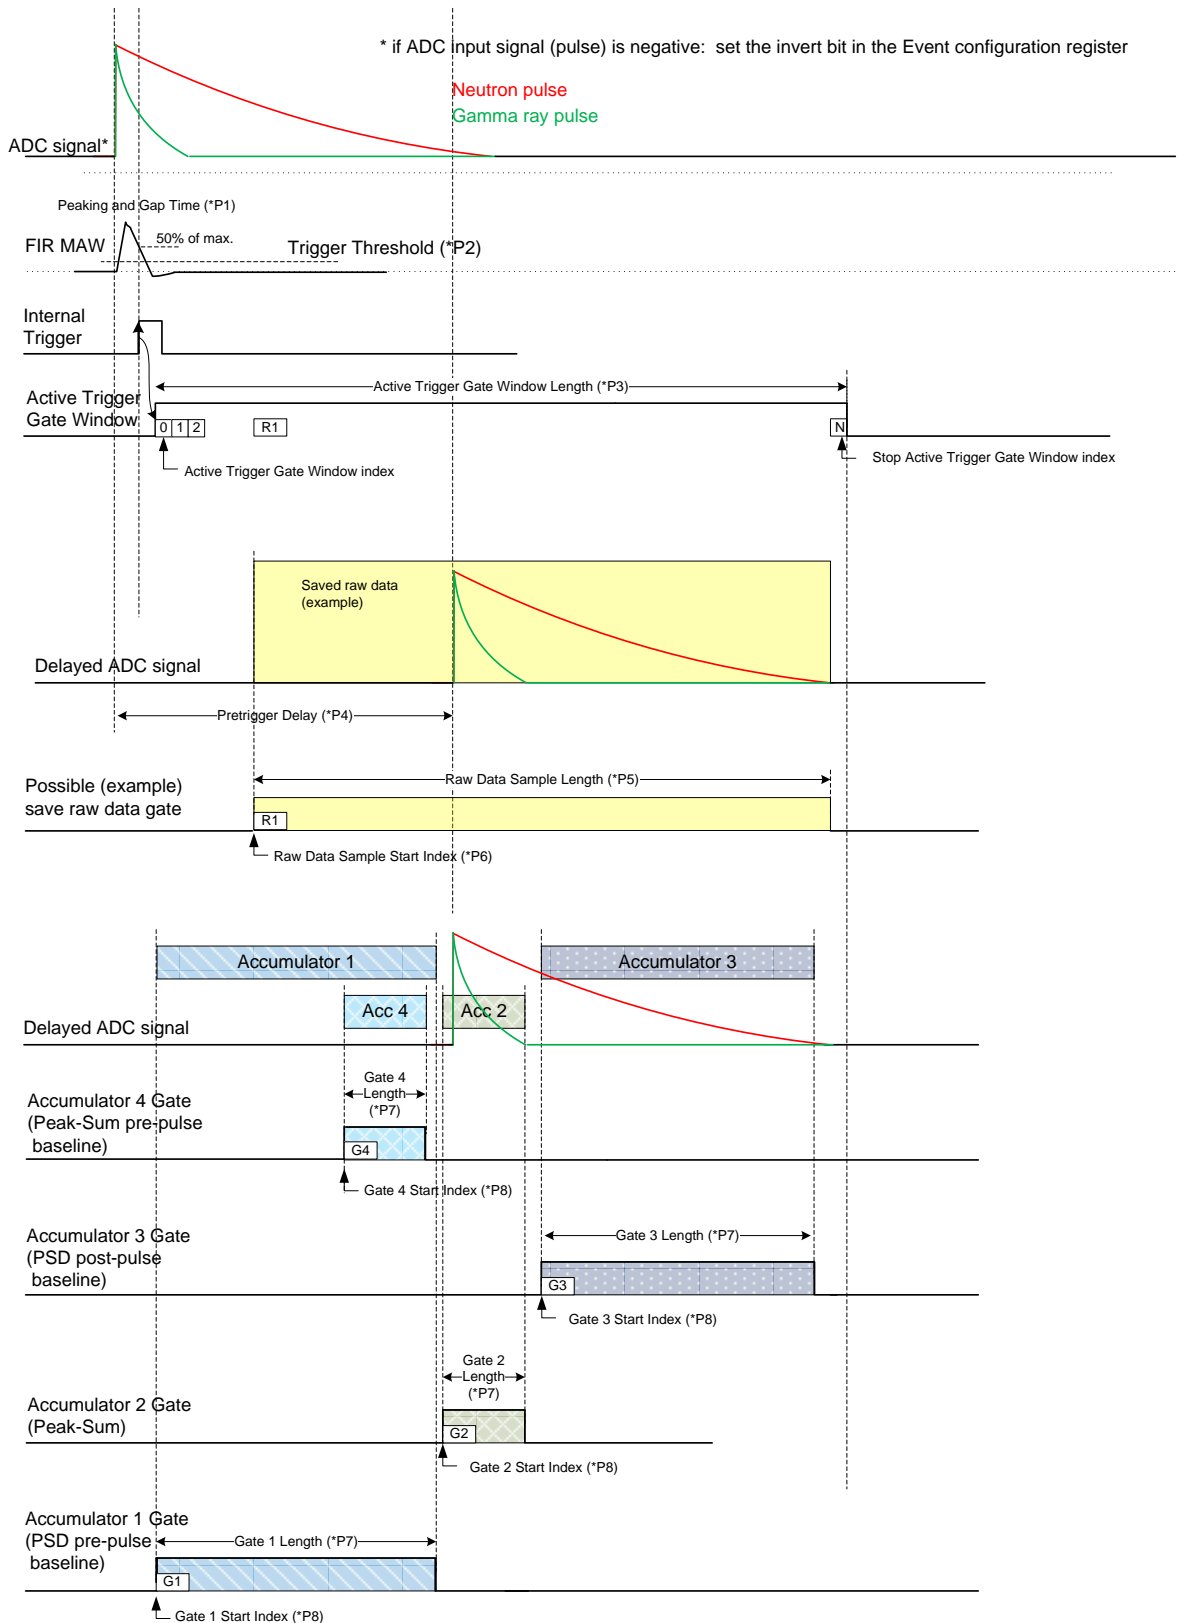 * if ADC input signal (pulse) is negative: set the invert bit in the Event configuration register
Neutron pulse
Gamma ray pulse
ADC signal*
Peaking and Gap Time (*P1)
FIR MAW
50% of max.
Trigger Threshold (*P2)
Internal
Trigger
Active Trigger Gate Window Length (*P3)
Active Trigger
Gate Window
0 1 2
R1
N
Active Trigger Gate Window index
Stop Active Trigger Gate Window index
Saved raw data
(example)
Delayed ADC signal
Pretrigger Delay (*P4)
Possible (example)
save raw data gate
Raw Data Sample Length (*P5)
R1
Raw Data Sample Start Index (*P6)
Accumulator 1
Accumulator 3
Acc 4
Acc 2
Delayed ADC signal
Gate 4
Length
(*P7)
Accumulator 4 Gate
(Peak-Sum pre-pulse
baseline)
G4
Gate 4 Start Index (*P8)
Accumulator 3 Gate
(PSD post-pulse
baseline)
Gate 3 Length (*P7)
G3
Gate 3 Start Index (*P8)
Gate 2
Length
(*P7)
Accumulator 2 Gate
(Peak-Sum)
G2
Gate 2 Start Index (*P8)
Accumulator 1 Gate
(PSD pre-pulse
baseline)
Gate 1 Length (*P7)
G1
Gate 1 Start Index (*P8)